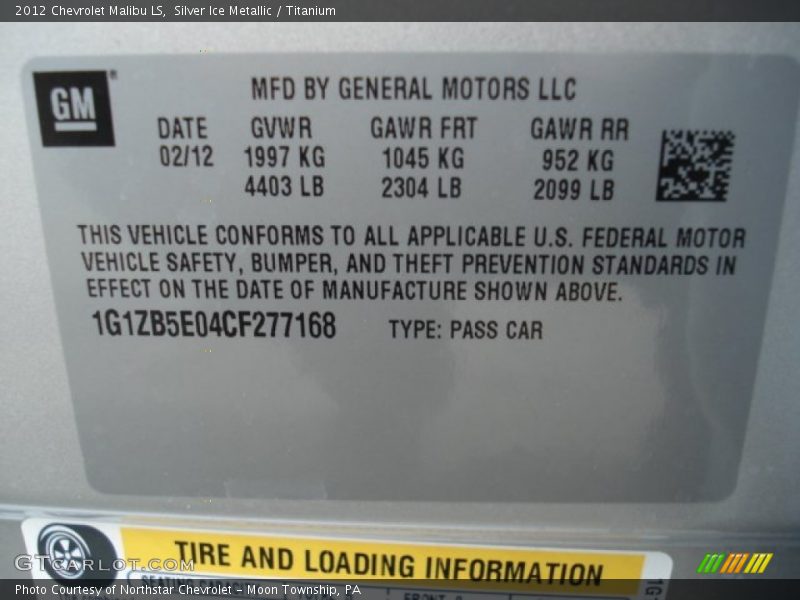 2012 Chevrolet Malibu LS,  Silver Ice Metallic / Titanium
GM ®
MFD BY GENERAL MOTORS LLC
DATE GVWR GAWR FRT GAWR RR
02/12 1997 KG 1045 KG 952 KG
4403 LB 2304 LB 2099 LB
THIS VEHICLE CONFORMS TO ALL APPLICABLE U.S. FEDERAL MOTOR
VEHICLE SAFETY, BUMPER, AND THEFT PREVENTION STANDARDS IN
EFFECT ON THE DATE OF MANUFACTURE SHOWN ABOVE.
1G1ZB5E04CF277168 TYPE: PASS CAR
TIRE AND LOADING INFORMATION
GTCarLot.com
Photo Courtesy of Northstar Chevrolet – Moon Township, PA